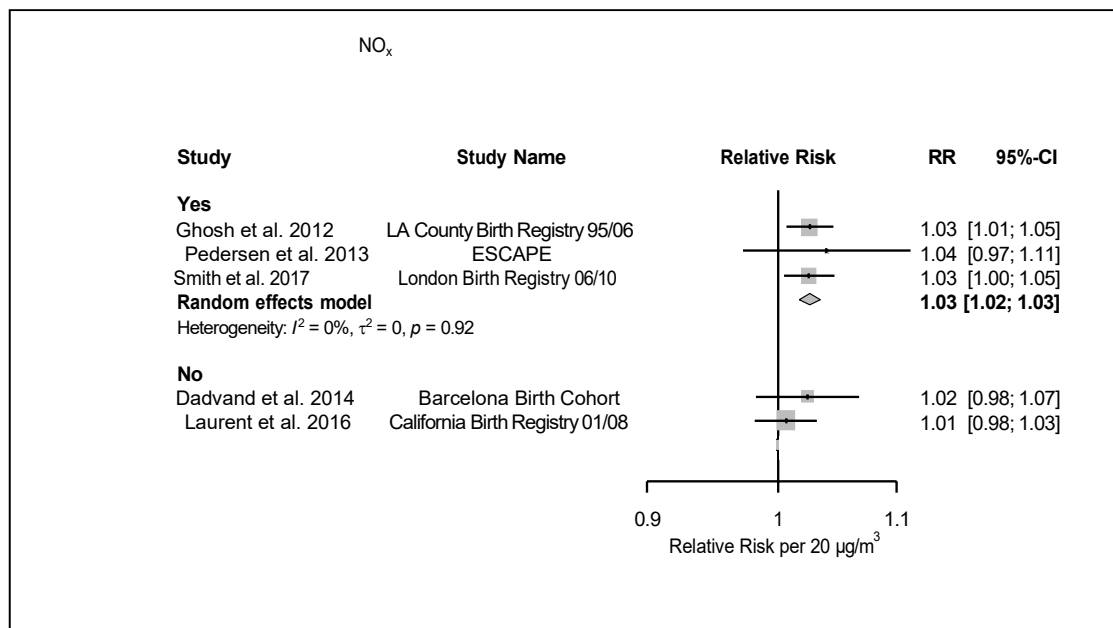 NOₓ
Study Study Name Relative Risk RR 95%-CI
Yes
Ghosh et al. 2012 LA County Birth Registry 95/06 1.03 [1.01; 1.05]
Pedersen et al. 2013 ESCAPE 1.04 [0.97; 1.11]
Smith et al. 2017 London Birth Registry 06/10 1.03 [1.00; 1.05]
Random effects model 1.03 [1.02; 1.03]
Heterogeneity: I² = 0%, τ² = 0, p = 0.92
No
Dadvand et al. 2014 Barcelona Birth Cohort 1.02 [0.98; 1.07]
Laurent et al. 2016 California Birth Registry 01/08 1.01 [0.98; 1.03]
0.9 1 1.1
Relative Risk per 20 µg/m³